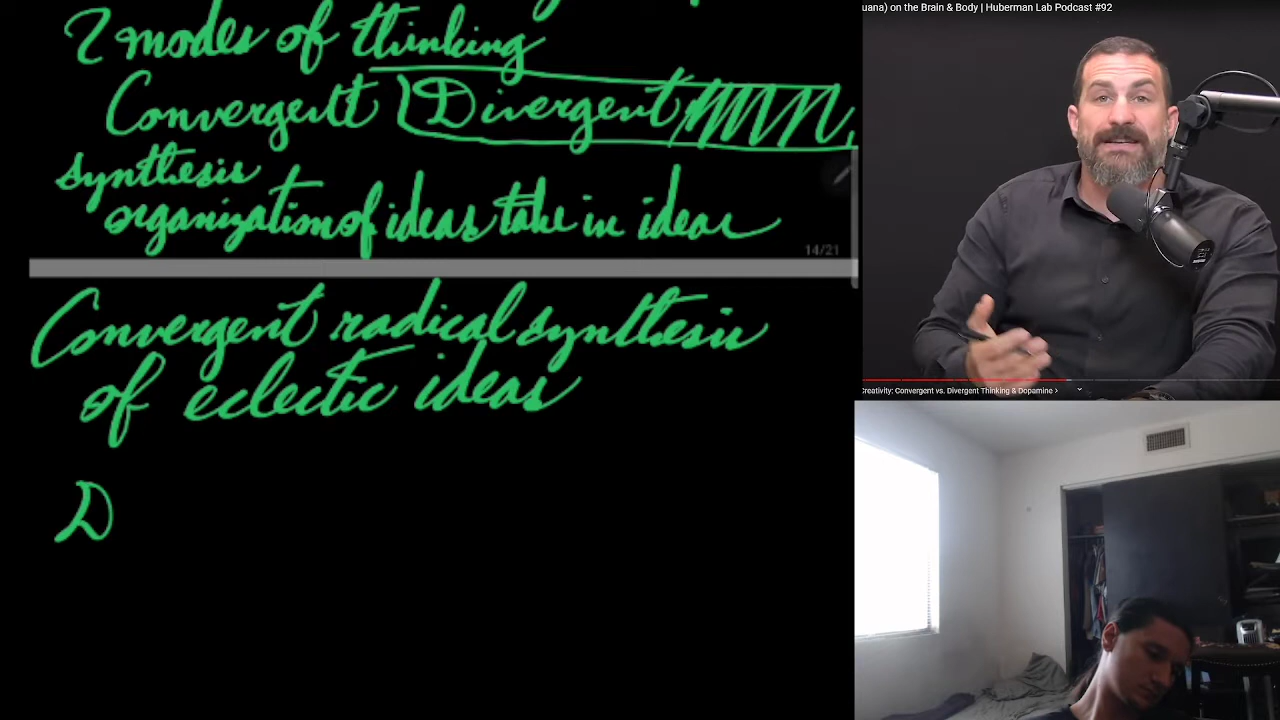 2 modes of thinking
Convergent Divergent
synthesis
organization of ideas take in ideas
14/21
Convergent radical synthesis
of eclectic ideas
D
uana) on the Brain & Body | Huberman Lab Podcast #92
Creativity: Convergent vs. Divergent Thinking & Dopamine >